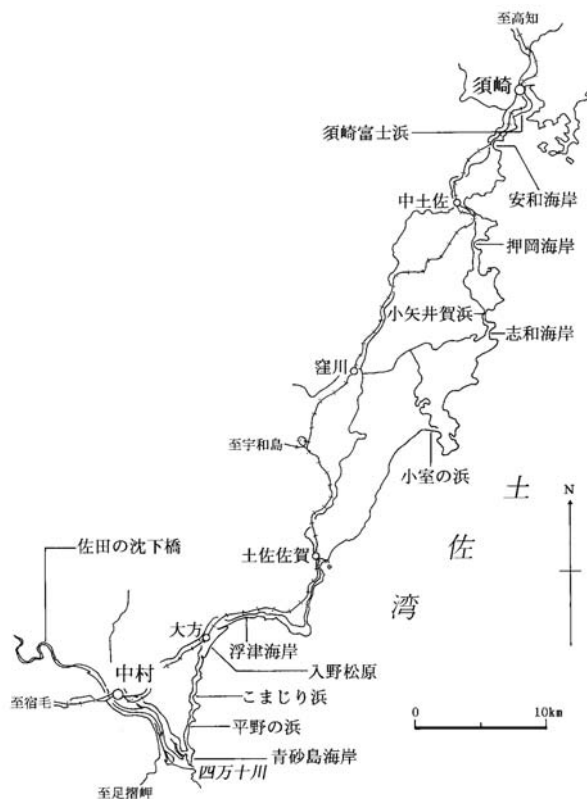 至高知
須崎
須崎富士浜
安和海岸
中土佐
押岡海岸
小矢井賀浜
志和海岸
窪川
至宇和島
小室の浜
土
佐
湾
N
佐田の沈下橋
土佐佐賀
大方
浮津海岸
入野松原
中村
こまじり浜
至宿毛
平野の浜
0 10km
青砂島海岸
四万十川
至足摺岬